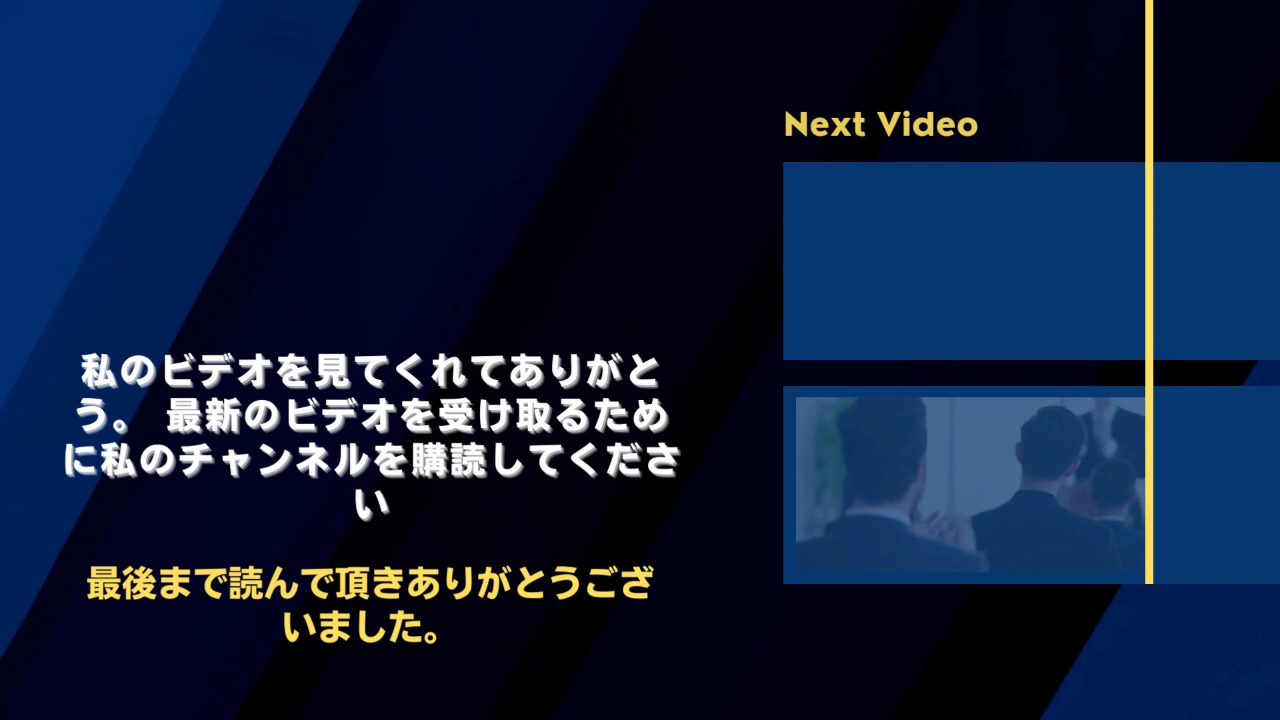 Next Video
私のビデオを見てくれてありがと
う。 最新のビデオを受け取るため
に私のチャンネルを購読してくださ
い
最後まで読んで頂きありがとうござ
いました。